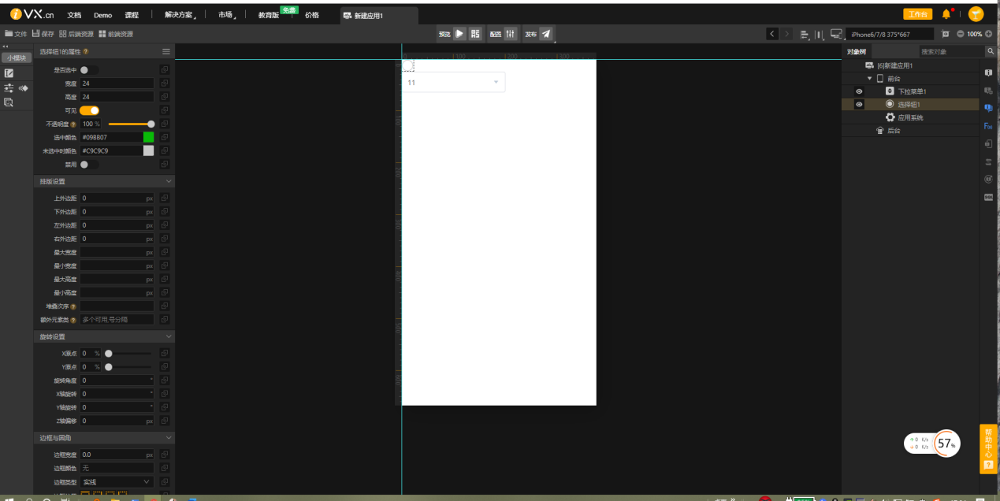 iVX.cn 文档 Demo 课程 解决方案 市场 教育版 免费 价格 新建应用1 工作台
文件 保存 后端资源 前端资源 预览 配置 发布 iPhone6/7/8 375*667 100%
小模块
选择钮1的属性
是否选中
宽度 24
高度 24
可见
不透明度 100 %
选中颜色 #09BB07
未选中时颜色 #C9C9C9
禁用
排版设置
上外边距 0 px
下外边距 0 px
左外边距 0 px
右外边距 0 px
最大宽度 px
最小宽度 px
最大高度 px
最小高度 px
堆叠次序
额外元素类 多个可用,号分隔
旋转设置
X原点 0 %
Y原点 0 %
旋转角度 0 °
X轴旋转 0 °
Y轴旋转 0 °
Z轴偏移 0 px
边框与圆角
边框宽度 0.0 px
边框颜色 无
边框类型 实线
11
对象树 搜索对象
[6]新建应用1
前台
下拉菜单1
选择钮1
应用系统
后台
↑ 0 K/s
↓ 0 K/s
57%
帮助中心